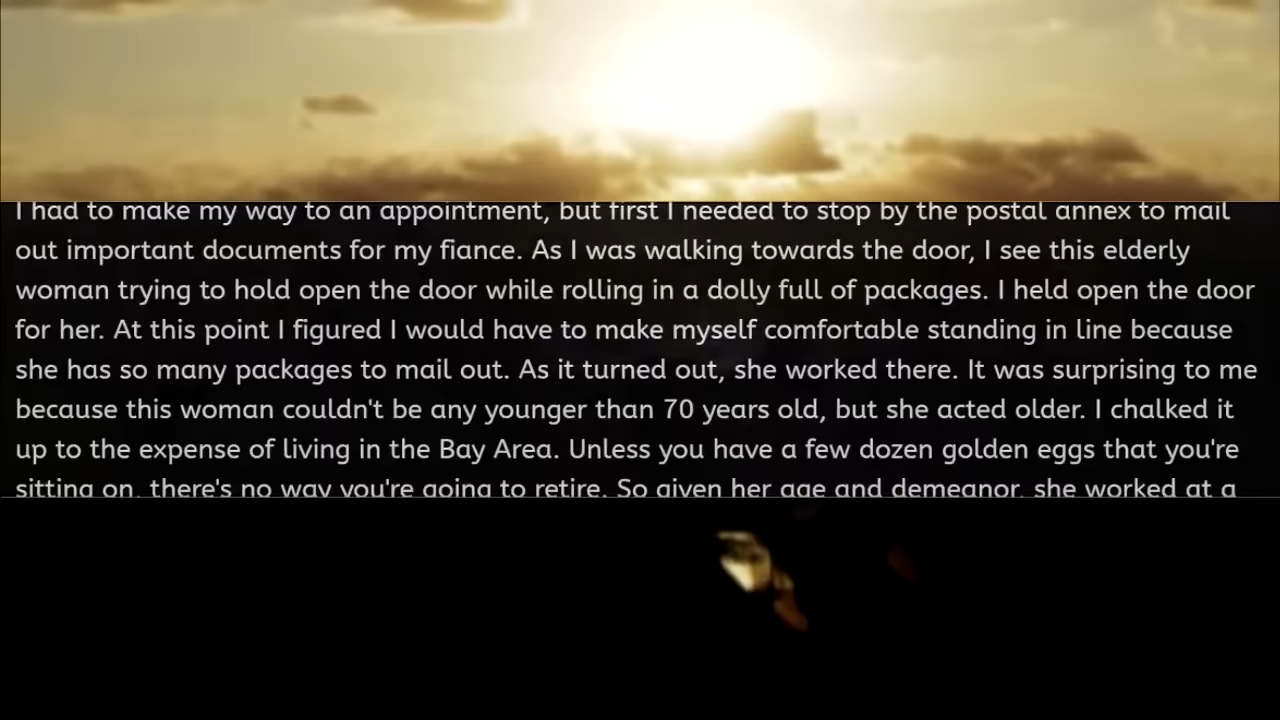 I had to make my way to an appointment, but first I needed to stop by the postal annex to mail
out important documents for my fiance. As I was walking towards the door, I see this elderly
woman trying to hold open the door while rolling in a dolly full of packages. I held open the door
for her. At this point I figured I would have to make myself comfortable standing in line because
she has so many packages to mail out. As it turned out, she worked there. It was surprising to me
because this woman couldn't be any younger than 70 years old, but she acted older. I chalked it
up to the expense of living in the Bay Area. Unless you have a few dozen golden eggs that you're
sitting on, there's no way you're going to retire. So given her age and demeanor, she worked at a